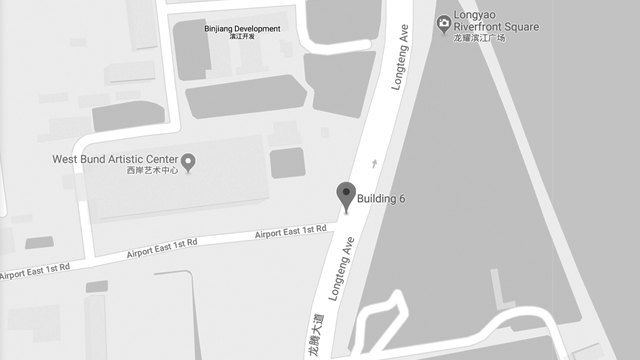 Longyao
Riverfront Square
龙耀滨江广场
Binjiang Development
滨江开发
Longteng Ave
West Bund Artistic Center
西岸艺术中心
Building 6
Airport East 1st Rd
Airport East 1st Rd
Airport East 1st Rd
Longteng Ave
龙腾大道